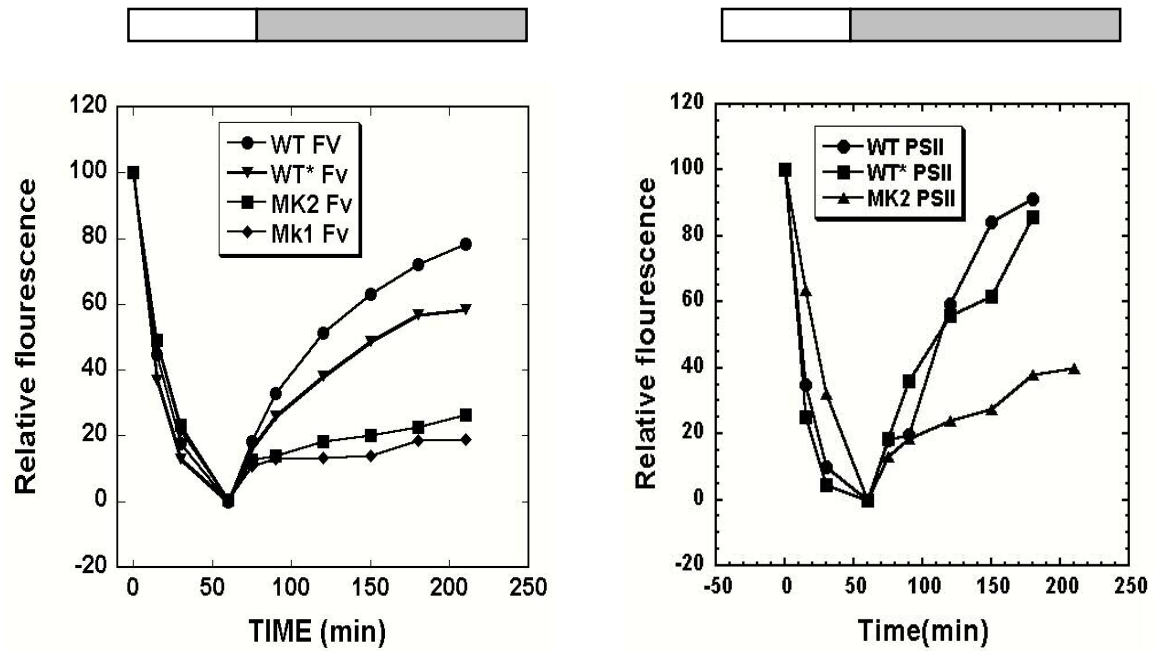 120
100
80
60
40
20
0
-20
Relative flourescence
WT FV
WT* Fv
MK2 Fv
Mk1 Fv
0 50 100 150 200 250
TIME (min)
120
100
80
60
40
20
0
-20
Relative flourescence
WT PSII
WT* PSII
MK2 PSII
-50 0 50 100 150 200 250
Time(min)